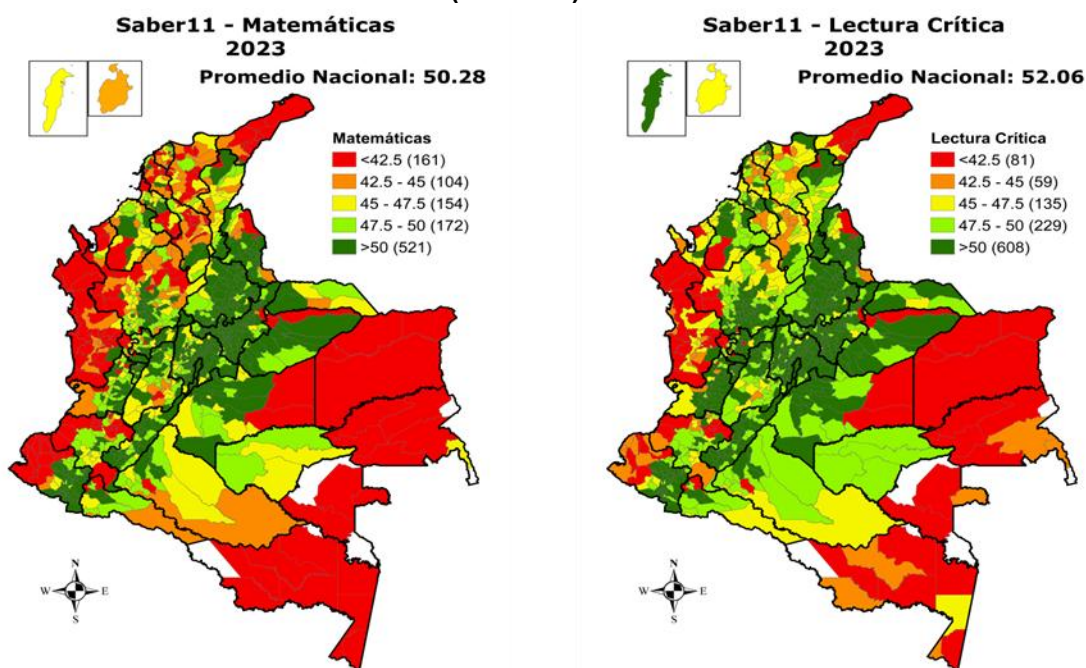 Saber11 - Matemáticas
2023
Promedio Nacional: 50.28
Matemáticas
<42.5 (161)
42.5 - 45 (104)
45 - 47.5 (154)
47.5 - 50 (172)
>50 (521)
N
W
E
S
Saber11 - Lectura Crítica
2023
Promedio Nacional: 52.06
Lectura Crítica
<42.5 (81)
42.5 - 45 (59)
45 - 47.5 (135)
47.5 - 50 (229)
>50 (608)
N
W
E
S